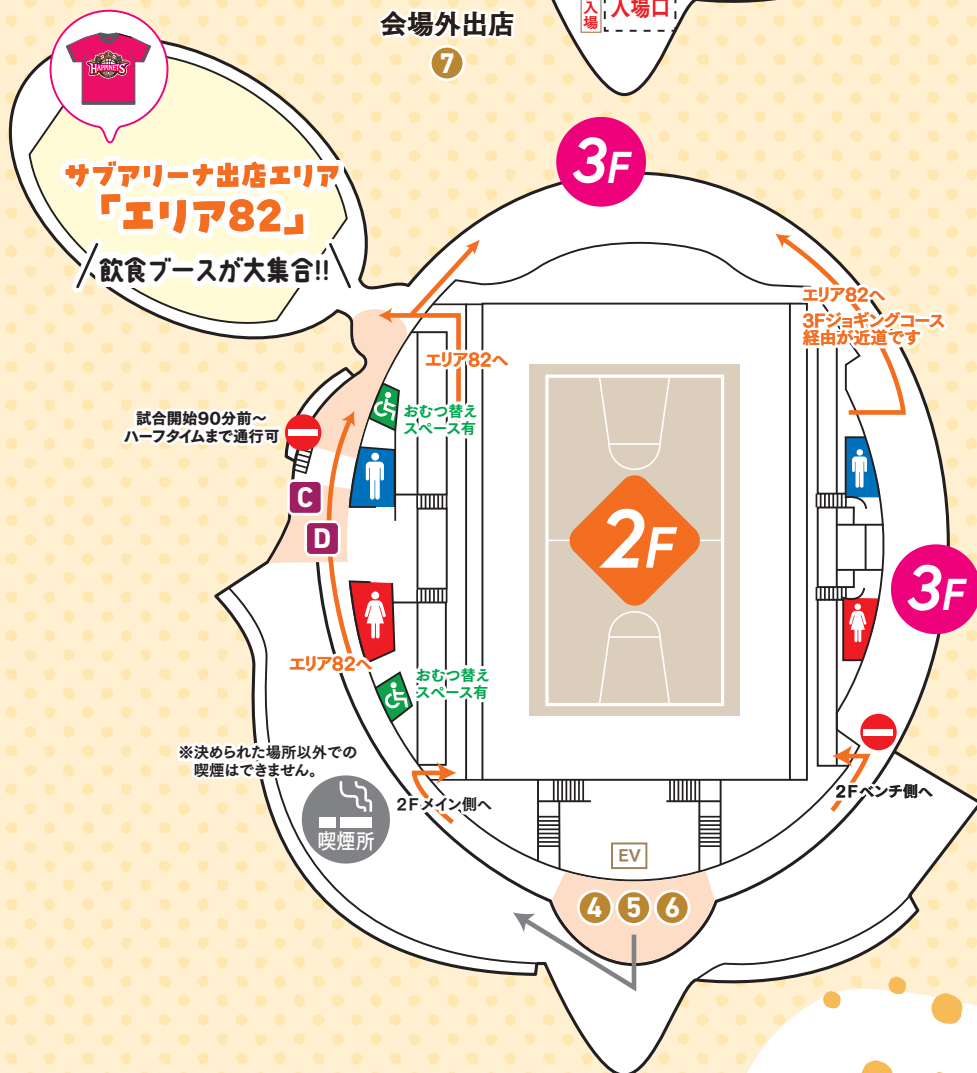 会場外出店
7
入場
入場口
HAPPINETS
サブアリーナ出店エリア
「エリア82」
飲食ブースが大集合!!
3F
エリア82へ
3Fジョギングコース
経由が近道です
エリア82へ
おむつ替え
スペース有
試合開始90分前〜
ハーフタイムまで通行可
C
D
2F
3F
エリア82へ
おむつ替え
スペース有
※決められた場所以外での
喫煙はできません。
喫煙所
2Fメイン側へ
2Fベンチ側へ
EV
4 5 6